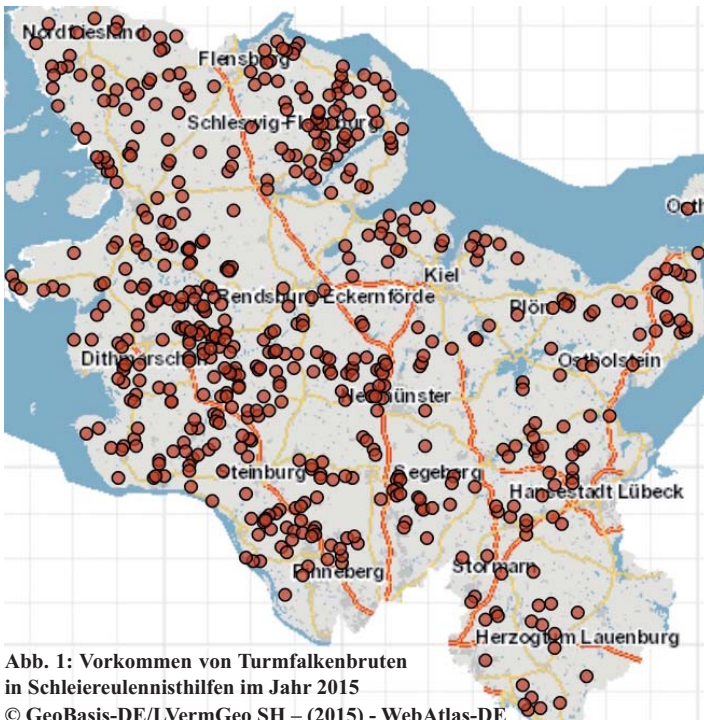 Nordfriesland
Flensburg
Schleswig-Flensburg
Osth
Kiel
Rendsburg-Eckernförde
Plön
Dithmarschen
Ostholstein
Neumünster
Steinburg
Segeberg
Hansestadt Lübeck
Pinneberg
Stormarn
Herzogtum Lauenburg
Abb. 1: Vorkommen von Turmfalkenbruten
in Schleiereulennisthilfen im Jahr 2015
© GeoBasis-DE/LVermGeo SH – (2015) - WebAtlas-DE